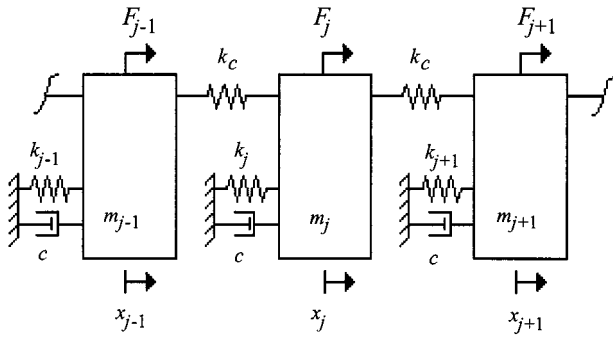 F_{j-1} F_j F_{j+1}
k_c k_c
k_{j-1} k_j k_{j+1}
m_{j-1} m_j m_{j+1}
c c c
x_{j-1} x_j x_{j+1}